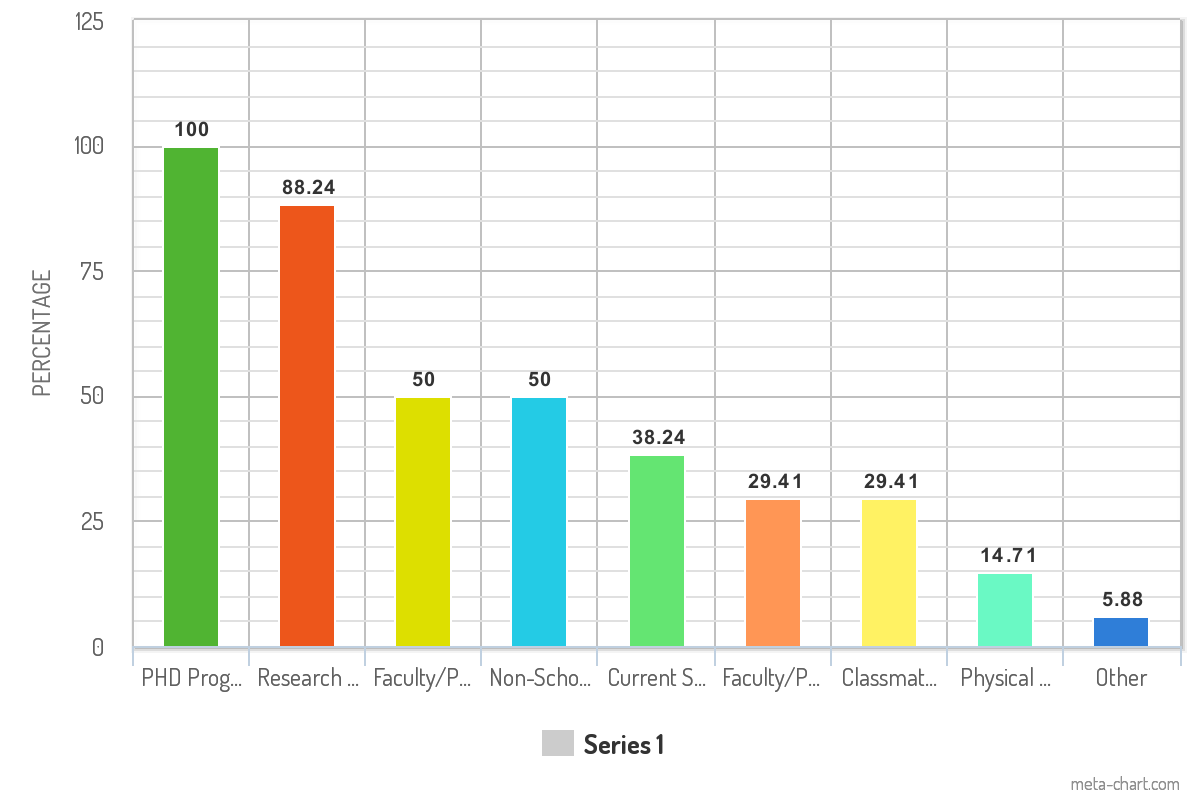 125
100
75
50
25
0
PERCENTAGE
100
88.24
50
50
38.24
29.41
29.41
14.71
5.88
PHD Prog...
Research ...
Faculty/P...
Non-Scho...
Current S...
Faculty/P...
Classmat...
Physical ...
Other
Series 1
meta-chart.com